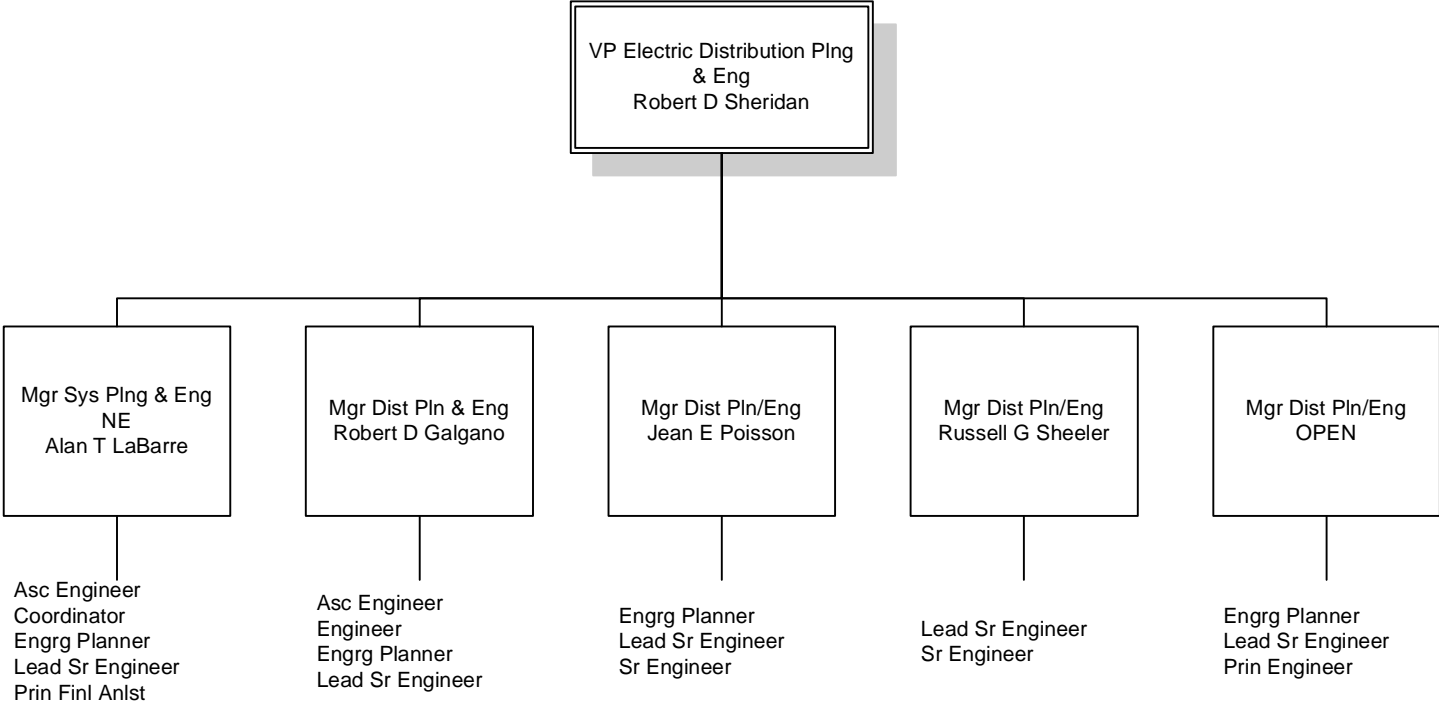 VP Electric Distribution Plng
& Eng
Robert D Sheridan
Mgr Sys Plng & Eng
NE
Alan T LaBarre
Mgr Dist Pln & Eng
Robert D Galgano
Mgr Dist Pln/Eng
Jean E Poisson
Mgr Dist Pln/Eng
Russell G Sheeler
Mgr Dist Pln/Eng
OPEN
Asc Engineer
Coordinator
Engrg Planner
Lead Sr Engineer
Prin Finl Anlst
Asc Engineer
Engineer
Engrg Planner
Lead Sr Engineer
Engrg Planner
Lead Sr Engineer
Sr Engineer
Lead Sr Engineer
Sr Engineer
Engrg Planner
Lead Sr Engineer
Prin Engineer